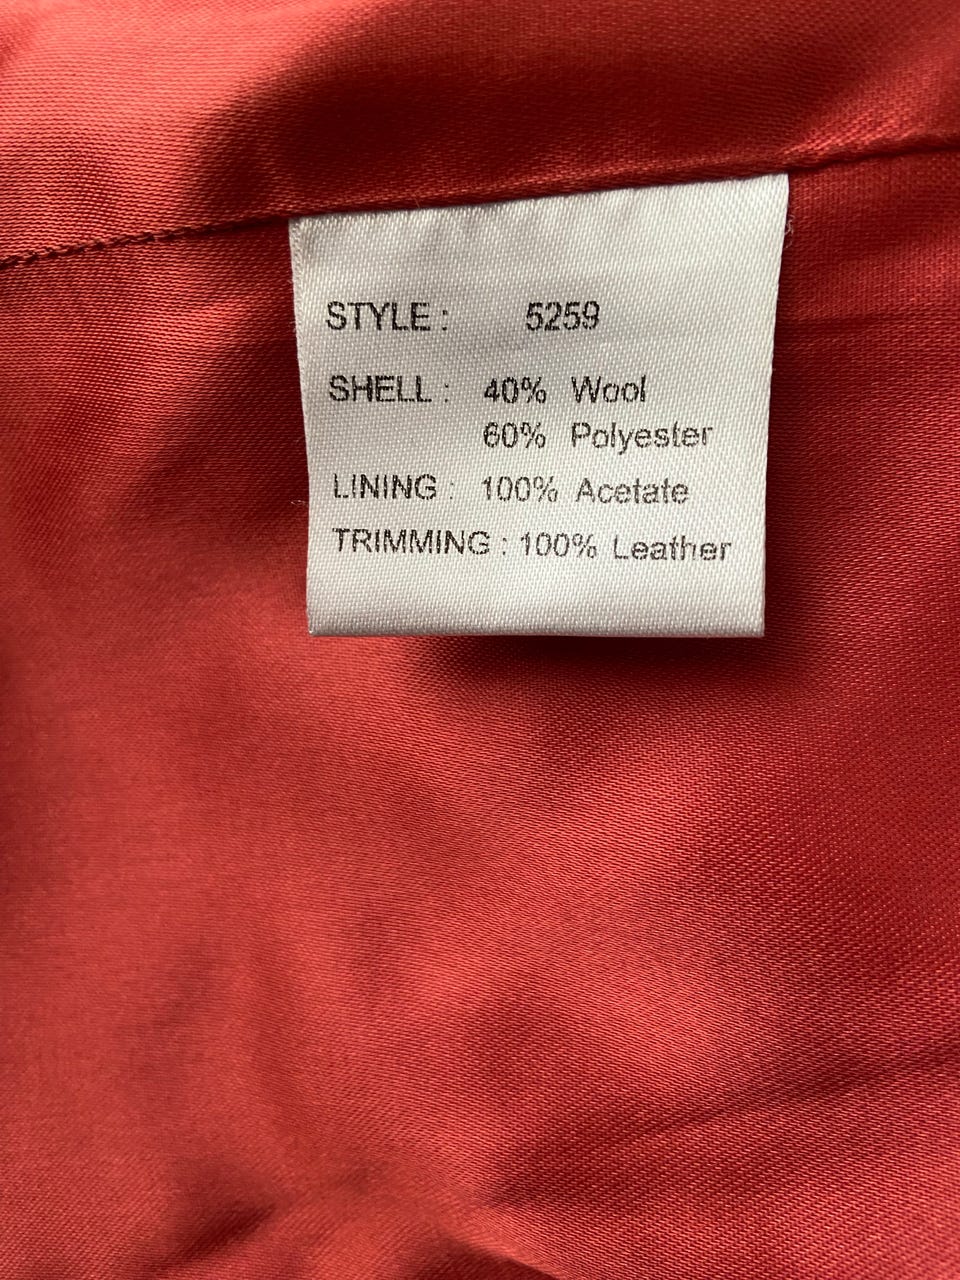 STYLE : 5259
SHELL : 40% Wool
60% Polyester
LINING : 100% Acetate
TRIMMING : 100% Leather